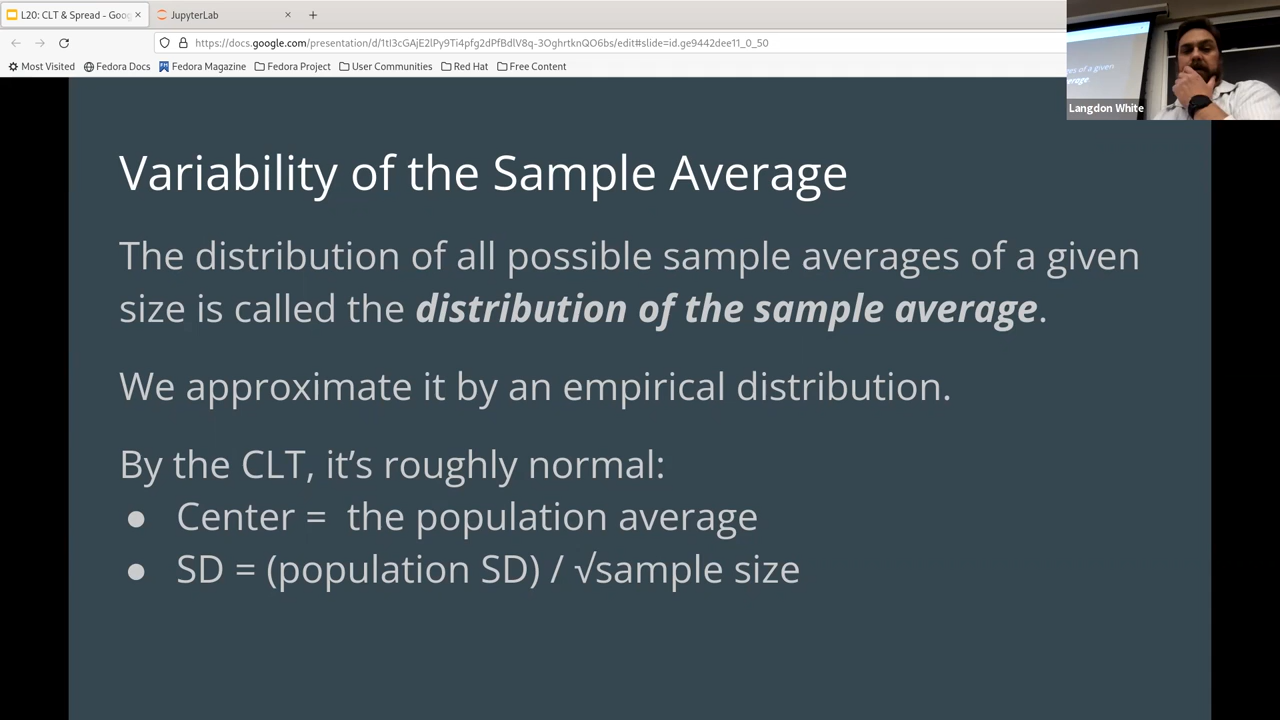 L20: CLT & Spread - Goo
JupyterLab
https://docs.google.com/presentation/d/1tI3cGAjE2lPy9Ti4pfg2dPfBdlV8q-3OghrtknQO6bs/edit#slide=id.ge9442dee11_0_50
Most Visited
Fedora Docs
Fedora Magazine
Fedora Project
User Communities
Red Hat
Free Content
Langdon White
Variability of the Sample Average
The distribution of all possible sample averages of a given
size is called the distribution of the sample average.
We approximate it by an empirical distribution.
By the CLT, it’s roughly normal:
● Center =  the population average
● SD = (population SD) / √sample size